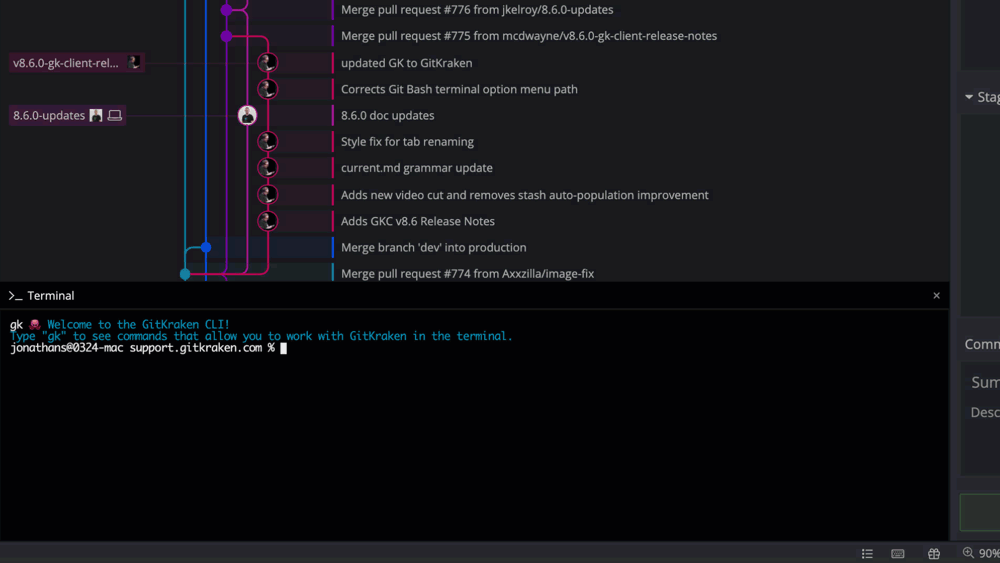 Merge pull request #776 from jkelroy/8.6.0-updates
Merge pull request #775 from mcdwayne/v8.6.0-gk-client-release-notes
v8.6.0-gk-client-rel... updated GK to GitKraken
Corrects Git Bash terminal option menu path
8.6.0-updates 8.6.0 doc updates
Style fix for tab renaming
current.md grammar update
Adds new video cut and removes stash auto-population improvement
Adds GKC v8.6 Release Notes
Merge branch 'dev' into production
Merge pull request #774 from Axxzilla/image-fix
Stag
>_ Terminal
gk Welcome to the GitKraken CLI!
Type "gk" to see commands that allow you to work with GitKraken in the terminal.
jonathans@0324-mac support.gitkraken.com %
Comm
Sum
Desc
90%